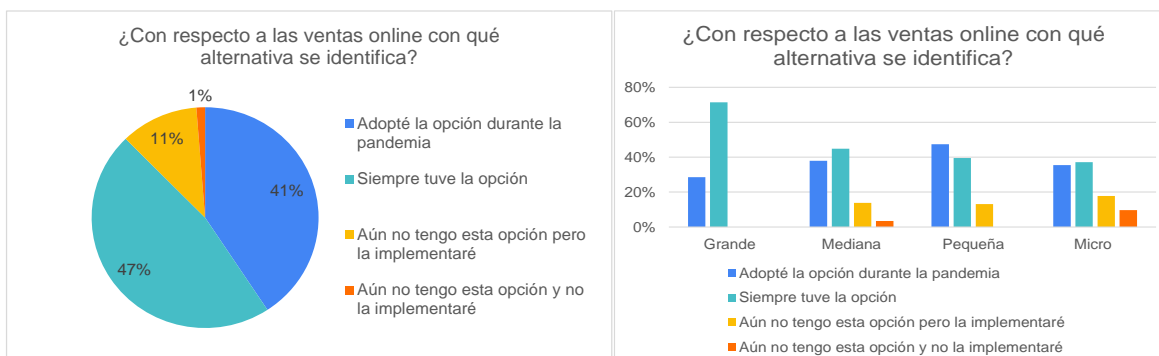 ¿Con respecto a las ventas online con qué
alternativa se identifica?
1%
11%
41%
47%
Adopté la opción durante la
pandemia
Siempre tuve la opción
Aún no tengo esta opción pero
la implementaré
Aún no tengo esta opción y no
la implementaré
¿Con respecto a las ventas online con qué
alternativa se identifica?
80%
60%
40%
20%
0%
Grande Mediana Pequeña Micro
Adopté la opción durante la pandemia
Siempre tuve la opción
Aún no tengo esta opción pero la implementaré
Aún no tengo esta opción y no la implementaré